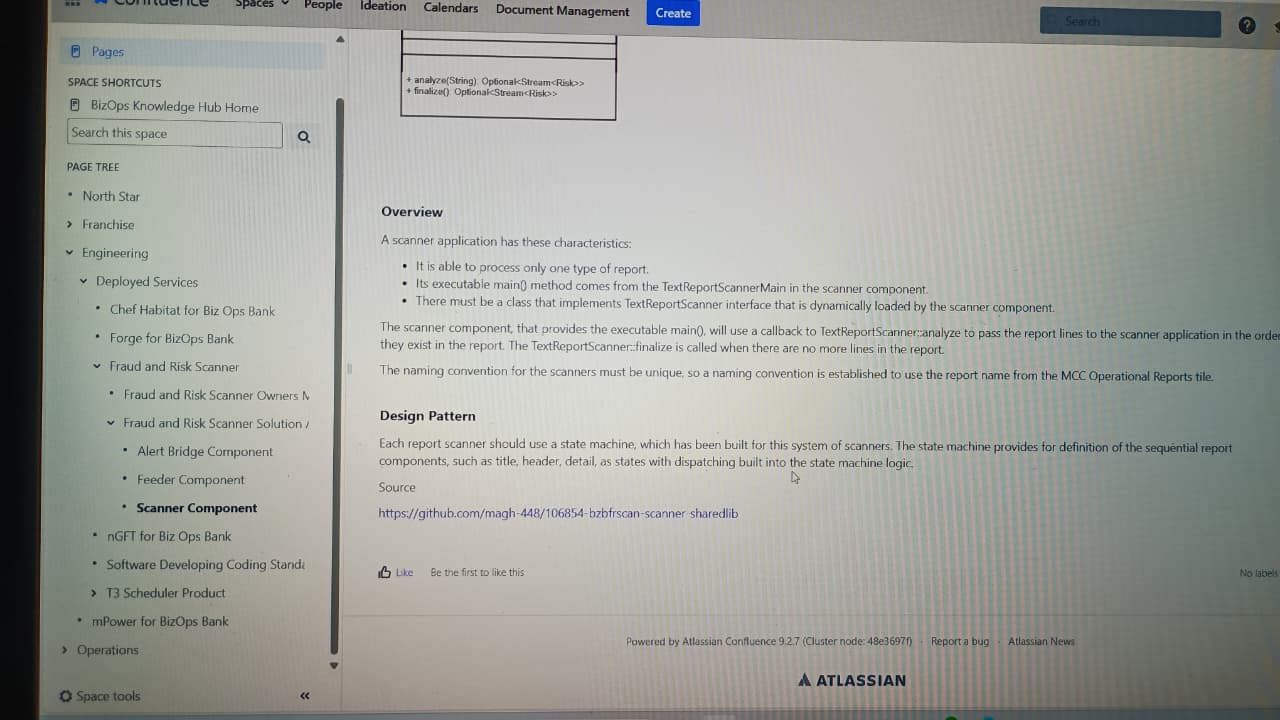 Confluence
Spaces
People
Ideation
Calendars
Document Management
Create
Search
Pages
SPACE SHORTCUTS
BizOps Knowledge Hub Home
Search this space
PAGE TREE
North Star
Franchise
Engineering
Deployed Services
Chef Habitat for Biz Ops Bank
Forge for BizOps Bank
Fraud and Risk Scanner
Fraud and Risk Scanner Owners
Fraud and Risk Scanner Solution
Alert Bridge Component
Feeder Component
Scanner Component
nGFT for Biz Ops Bank
Software Developing Coding Standa
T3 Scheduler Product
mPower for BizOps Bank
Operations
Space tools
+ analyze(String): Optional<Stream<Risk>>
+ finalize(): Optional<Stream<Risk>>
Overview
A scanner application has these characteristics:
• It is able to process only one type of report.
• Its executable main() method comes from the TextReportScannerMain in the scanner component.
• There must be a class that implements TextReportScanner interface that is dynamically loaded by the scanner component.
The scanner component, that provides the executable main(), will use a callback to TextReportScanner::analyze to pass the report lines to the scanner application in the order
they exist in the report. The TextReportScanner::finalize is called when there are no more lines in the report.
The naming convention for the scanners must be unique, so a naming convention is established to use the report name from the MCC Operational Reports tile.
Design Pattern
Each report scanner should use a state machine, which has been built for this system of scanners. The state machine provides for definition of the sequential report
components, such as title, header, detail, as states with dispatching built into the state machine logic.
Source
https://github.com/magh-448/106854-bzbfrscan-scanner-sharedlib
Like
Be the first to like this
No labels
Powered by Atlassian Confluence 9.2.7 (Cluster node: 48e3697f) · Report a bug · Atlassian News
ATLASSIAN